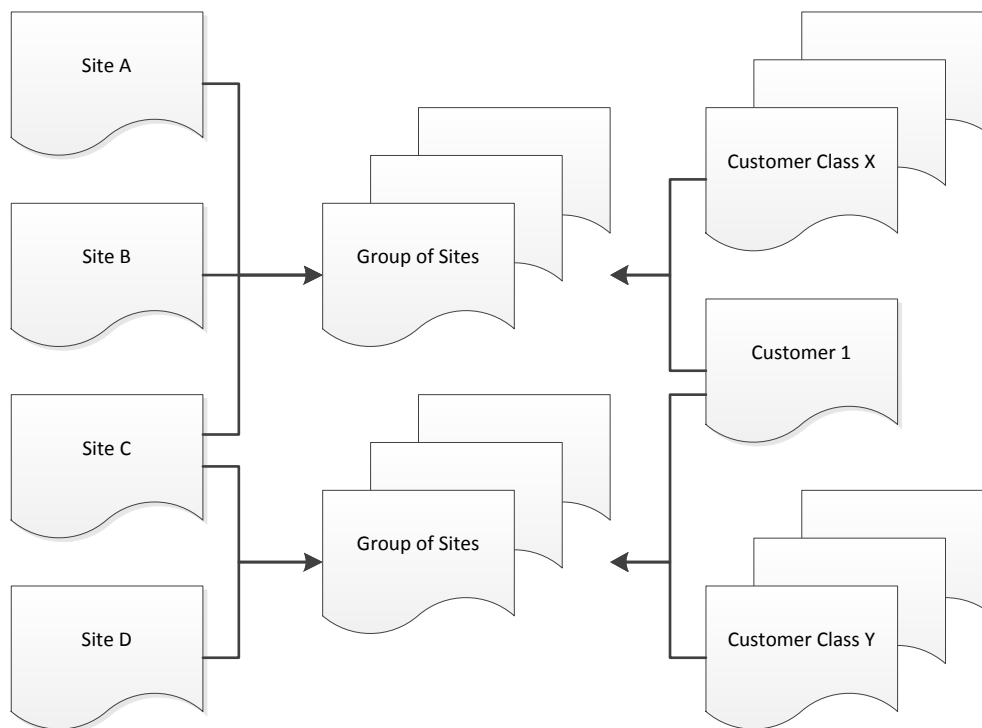 Site A
Site B
Site C
Site D
Group of Sites
Group of Sites
Customer Class X
Customer 1
Customer Class Y